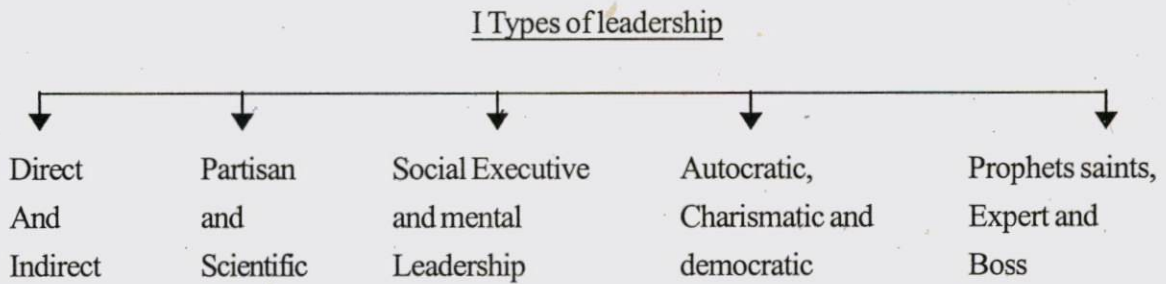 I Types of leadership
Direct
And
Indirect
Partisan
and
Scientific
Social Executive
and mental
Leadership
Autocratic,
Charismatic and
democratic
Prophets saints,
Expert and
Boss